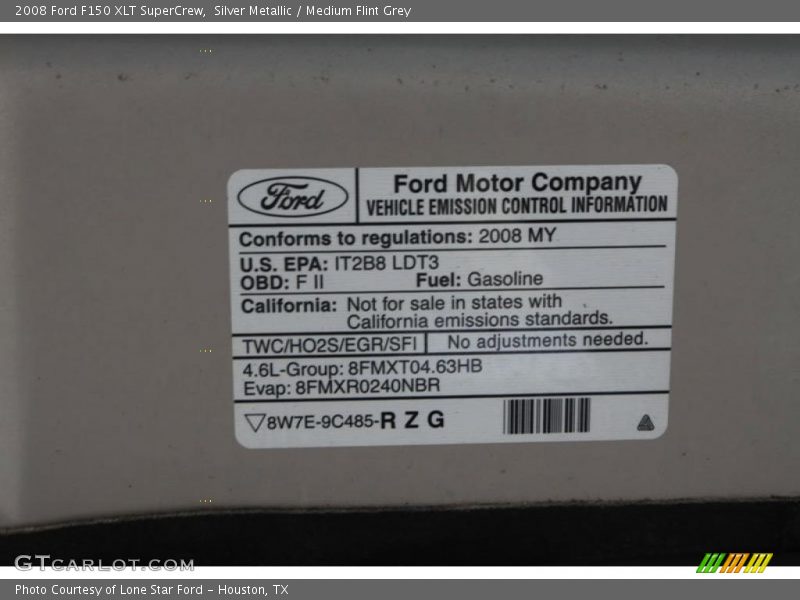 2008 Ford F150 XLT SuperCrew,  Silver Metallic / Medium Flint Grey
Ford
Ford Motor Company
VEHICLE EMISSION CONTROL INFORMATION
Conforms to regulations: 2008 MY
U.S. EPA: IT2B8 LDT3
OBD: F II Fuel: Gasoline
California: Not for sale in states with
California emissions standards.
TWC/HO2S/EGR/SFI No adjustments needed.
4.6L-Group: 8FMXT04.63HB
Evap: 8FMXR0240NBR
8W7E-9C485-R Z G
GTCARLOT.COM
Photo Courtesy of Lone Star Ford - Houston, TX